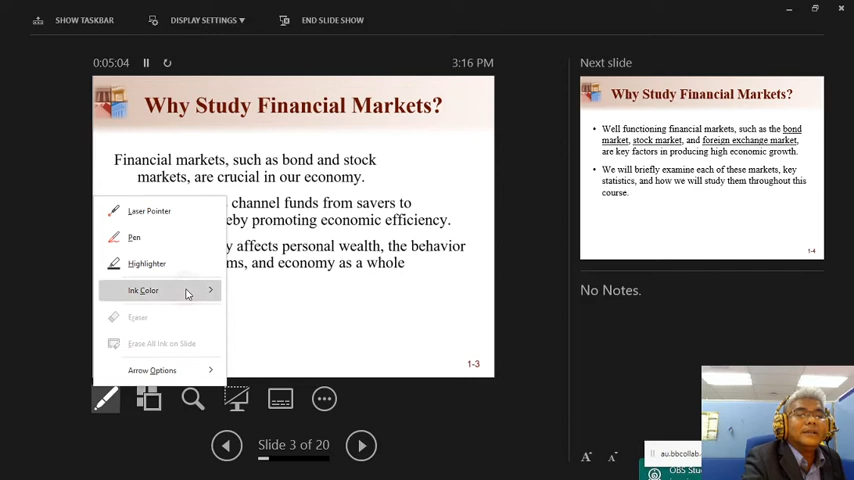 SHOW TASKBAR
DISPLAY SETTINGS ▼
END SLIDE SHOW
0:05:04
3:16 PM
Why Study Financial Markets?
Financial markets, such as bond and stock
markets, are crucial in our economy.
channel funds from savers to
eby promoting economic efficiency.
y affects personal wealth, the behavior
ms, and economy as a whole
1-3
Laser Pointer
Pen
Highlighter
Ink Color
Eraser
Erase All Ink on Slide
Arrow Options
Slide 3 of 20
Next slide
Why Study Financial Markets?
• Well functioning financial markets, such as the bond
market, stock market, and foreign exchange market,
are key factors in producing high economic growth.
• We will briefly examine each of these markets, key
statistics, and how we will study them throughout this
course.
1-4
No Notes.
A A
au.bbcollab.
OBS Stu